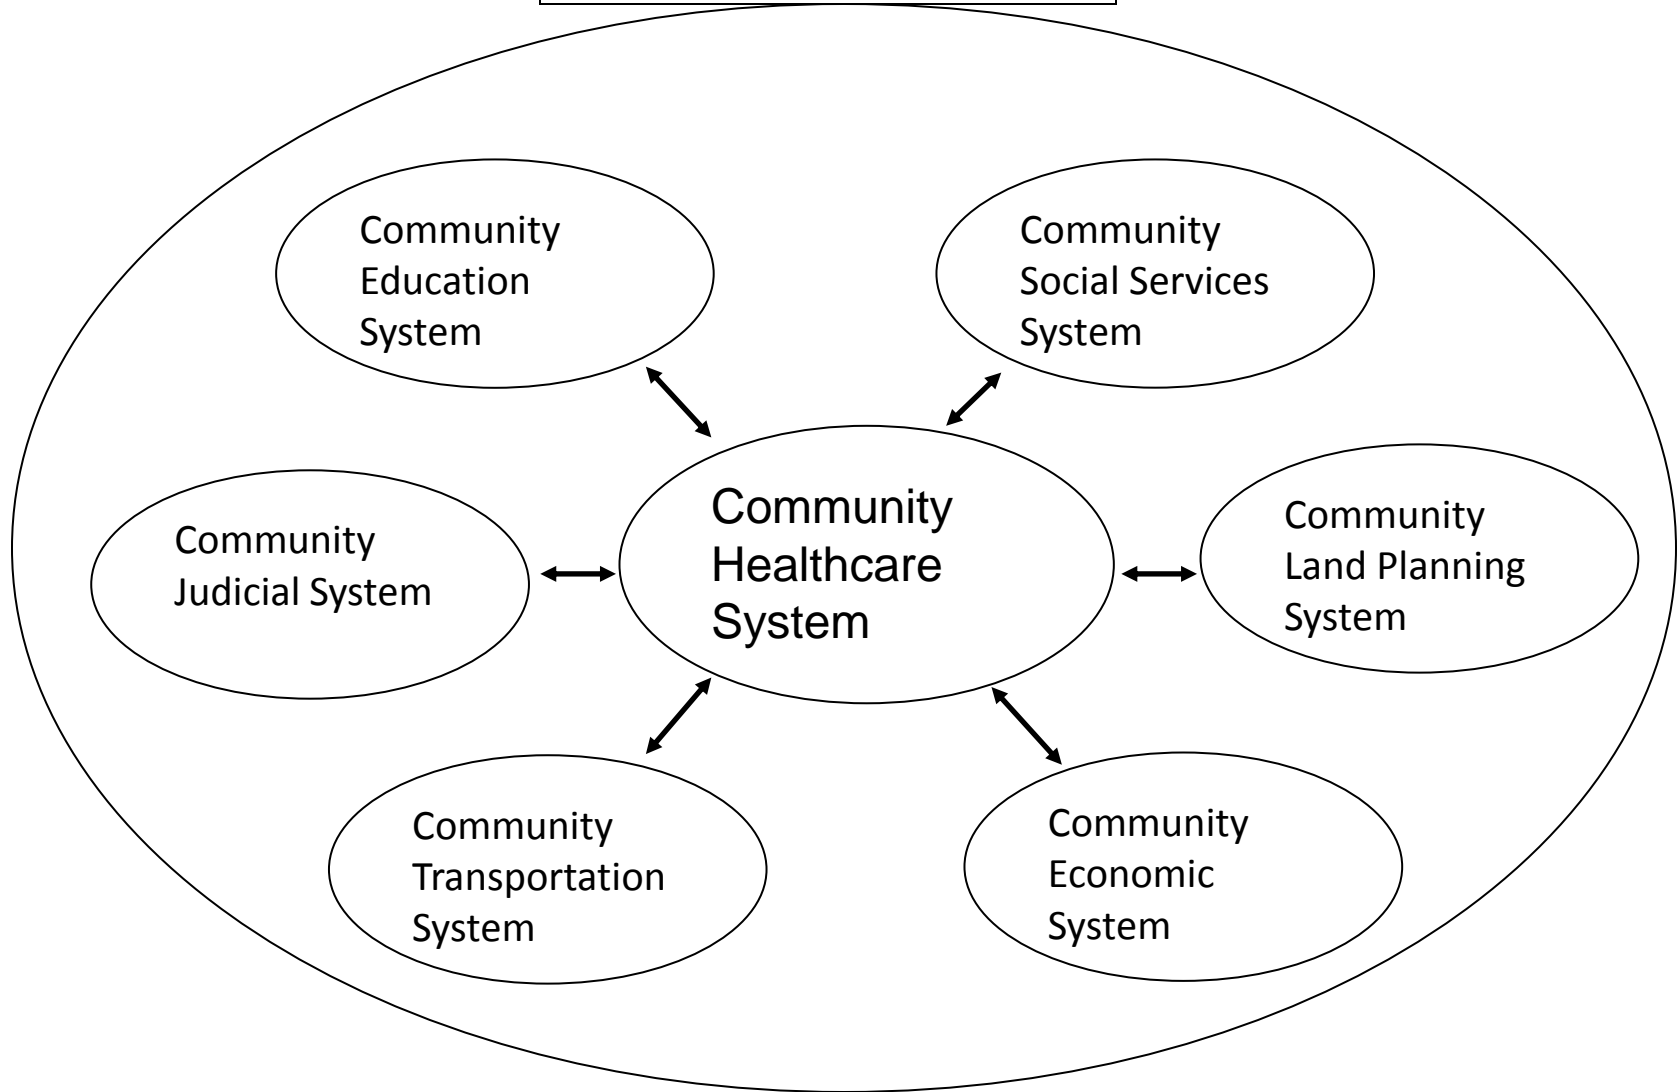 Community
Education
System
Community
Social Services
System
Community
Judicial System
Community
Healthcare
System
Community
Land Planning
System
Community
Transportation
System
Community
Economic
System